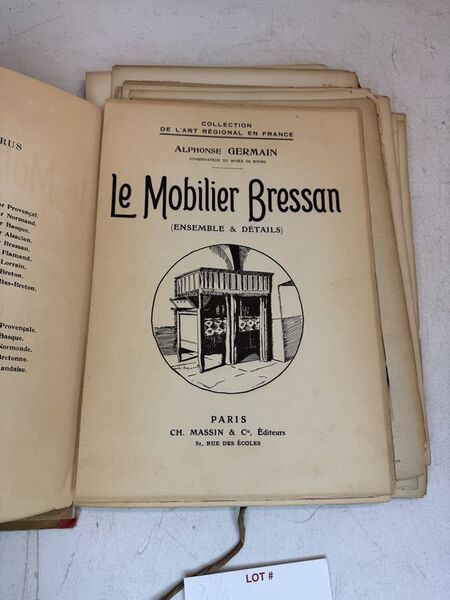 RUS
r Provençal.
r Normand.
r Basque.
r Alsacien.
r Bressan.
Flamand.
Lorrain.
Breton.
Bas-Breton.
Provençale.
Basque.
Normande.
Bretonne.
andaise.
COLLECTION
DE L'ART RÉGIONAL EN FRANCE
ALPHONSE GERMAIN
CONSERVATEUR DU MUSÉE DE BOURG
Le Mobilier Bressan
(ENSEMBLE & DÉTAILS)
PARIS
CH. MASSIN & Cie, Éditeurs
51, RUE DES ÉCOLES
LOT #